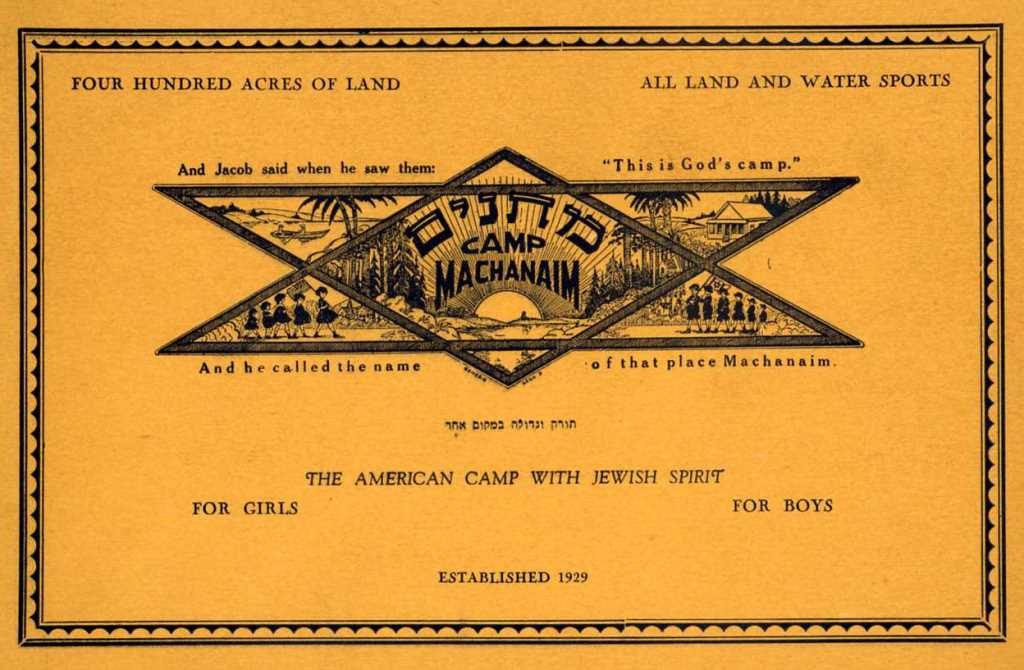 FOUR HUNDRED ACRES OF LAND
ALL LAND AND WATER SPORTS
And Jacob said when he saw them:
"This is God's camp."
מחנים
CAMP
MACHANAIM
And he called the name
of that place Machanaim.
תורה וגדולה במקום אחד
THE AMERICAN CAMP WITH JEWISH SPIRIT
FOR GIRLS
FOR BOYS
ESTABLISHED 1929